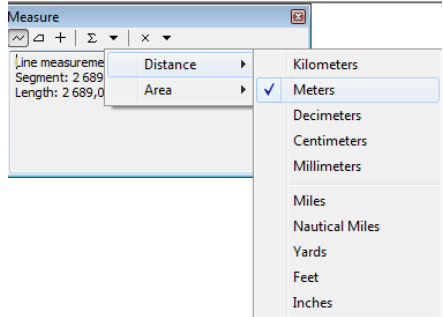 Measure
Line measureme
Segment: 2 689
Length: 2 689,0
Distance
Area
Kilometers
Meters
Decimeters
Centimeters
Millimeters
Miles
Nautical Miles
Yards
Feet
Inches